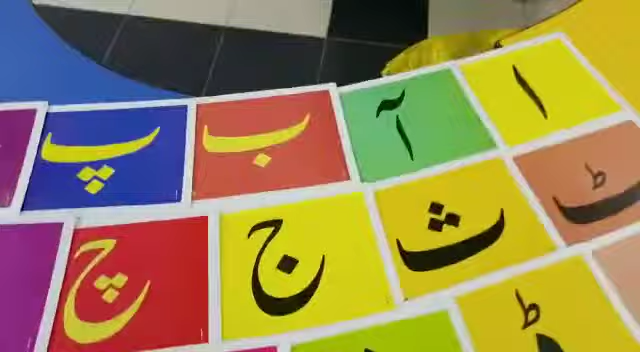 ا آ ب پ
ٹ ث ج چ